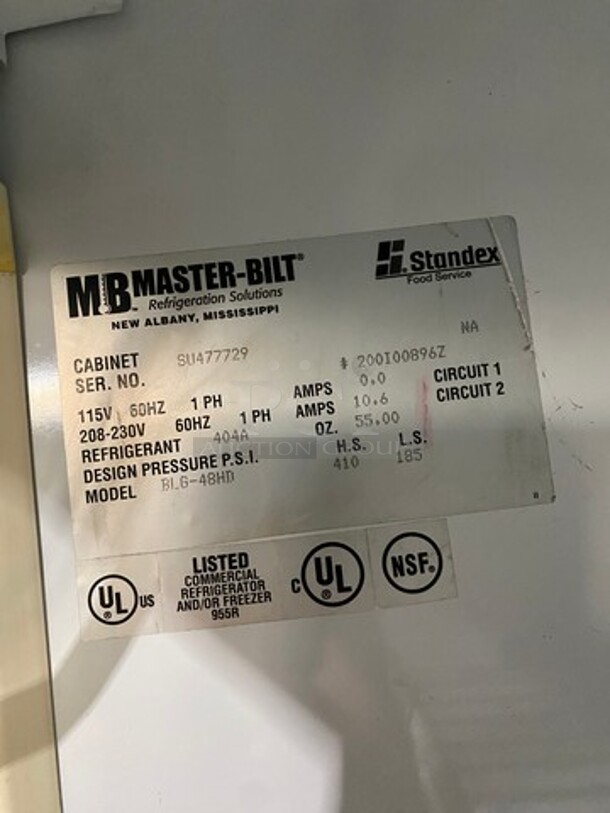 MB MASTER-BILT®
Refrigeration Solutions
NEW ALBANY, MISSISSIPPI
Standex
Food Service
NA
CABINET SU477729 # 200I00896Z
SER. NO.
115V 60HZ 1 PH AMPS 0.0 CIRCUIT 1
208-230V 60HZ 1 PH AMPS 10.6 CIRCUIT 2
REFRIGERANT 404A OZ. 55.00
DESIGN PRESSURE P.S.I. H.S. 410 L.S. 185
MODEL BLG-48HD
UL® US
LISTED
COMMERCIAL
REFRIGERATOR
AND/OR FREEZER
955R
C UL®
NSF®
AUCTION GROUP